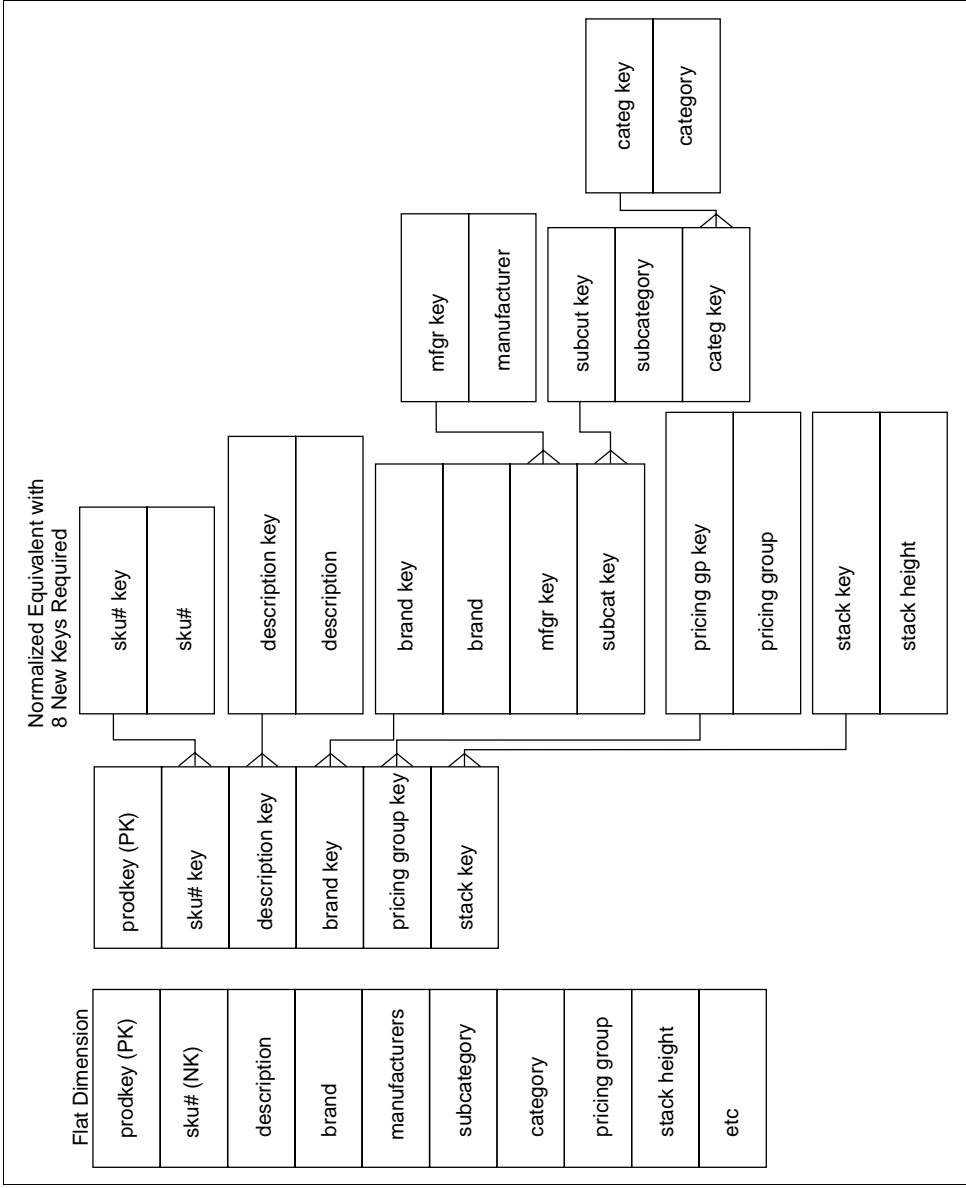 Flat Dimension
prodkey (PK)
sku# (NK)
description
brand
manufacturers
subcategory
category
pricing group
stack height
etc
Normalized Equivalent with
8 New Keys Required
prodkey (PK)
sku# key
description key
brand key
pricing group key
stack key
sku# key
sku#
description key
description
brand key
brand
mfgr key
subcat key
pricing gp key
pricing group
stack key
stack height
mfgr key
manufacturer
subcut key
subcategory
categ key
categ key
category